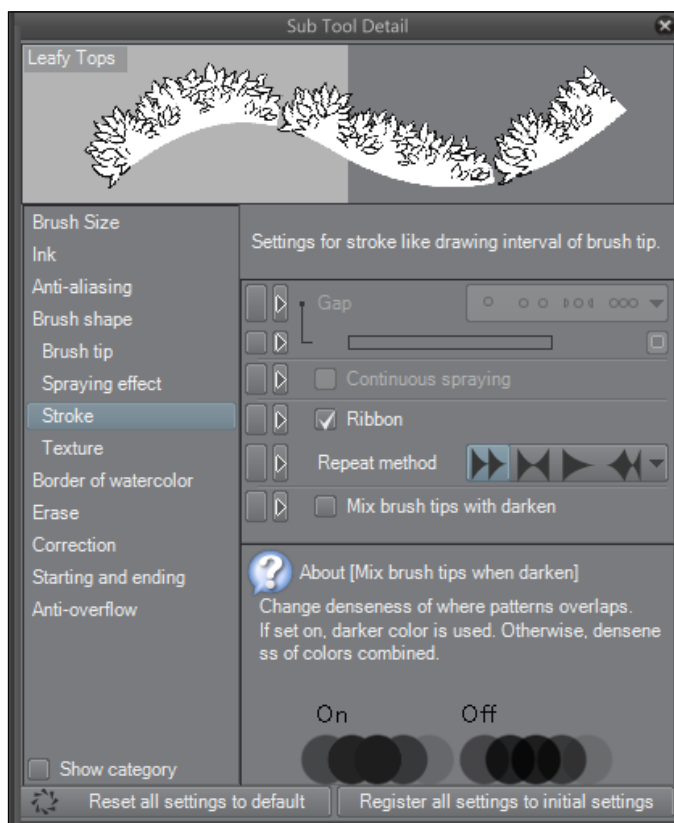 Sub Tool Detail
Leafy Tops
Brush Size
Ink
Anti-aliasing
Brush shape
Brush tip
Spraying effect
Stroke
Texture
Border of watercolor
Erase
Correction
Starting and ending
Anti-overflow
Show category
Settings for stroke like drawing interval of brush tip.
Gap
Continuous spraying
Ribbon
Repeat method
Mix brush tips with darken
About [Mix brush tips when darken]
Change denseness of where patterns overlaps.
If set on, darker color is used. Otherwise, densene
ss of colors combined.
On Off
Reset all settings to default
Register all settings to initial settings